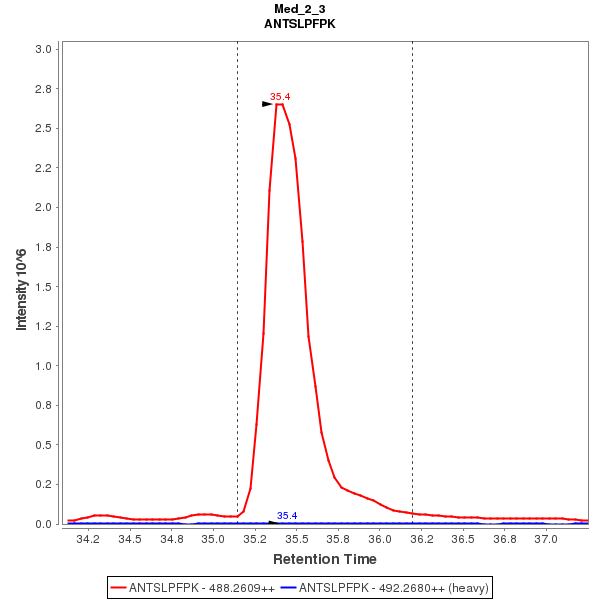 Med_2_3
ANTSLPFPK
3.0
2.8
2.5
2.2
2.0
1.8
1.5
1.2
1.0
0.8
0.5
0.2
0.0
Intensity 10^6
35.4
35.4
34.2 34.5 34.8 35.0 35.2 35.5 35.8 36.0 36.2 36.5 36.8 37.0
Retention Time
ANTSLPFPK - 488.2609++ ANTSLPFPK - 492.2680++ (heavy)